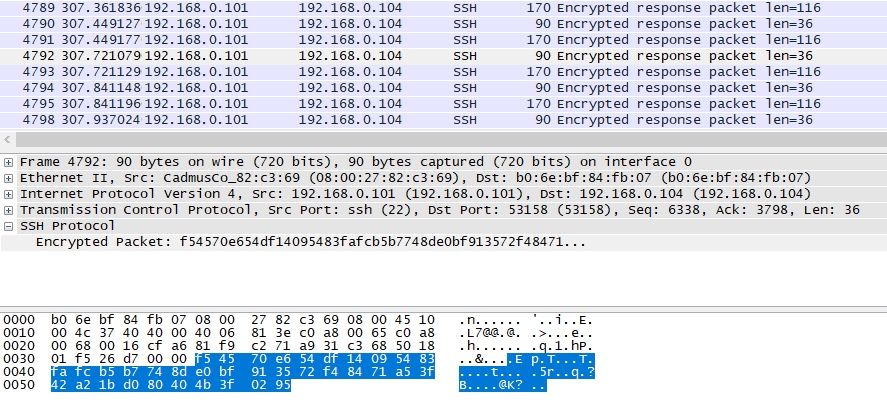 4789 307.361836 192.168.0.101 192.168.0.104 SSH 170 Encrypted response packet len=116
4790 307.449127 192.168.0.101 192.168.0.104 SSH 90 Encrypted response packet len=36
4791 307.449177 192.168.0.101 192.168.0.104 SSH 170 Encrypted response packet len=116
4792 307.721079 192.168.0.101 192.168.0.104 SSH 90 Encrypted response packet len=36
4793 307.721129 192.168.0.101 192.168.0.104 SSH 170 Encrypted response packet len=116
4794 307.841148 192.168.0.101 192.168.0.104 SSH 90 Encrypted response packet len=36
4795 307.841196 192.168.0.101 192.168.0.104 SSH 170 Encrypted response packet len=116
4798 307.937024 192.168.0.101 192.168.0.104 SSH 90 Encrypted response packet len=36
Frame 4792: 90 bytes on wire (720 bits), 90 bytes captured (720 bits) on interface 0
Ethernet II, Src: CadmusCo_82:c3:69 (08:00:27:82:c3:69), Dst: b0:6e:bf:84:fb:07 (b0:6e:bf:84:fb:07)
Internet Protocol Version 4, Src: 192.168.0.101 (192.168.0.101), Dst: 192.168.0.104 (192.168.0.104)
Transmission Control Protocol, Src Port: ssh (22), Dst Port: 53158 (53158), Seq: 6338, Ack: 3798, Len: 36
SSH Protocol
Encrypted Packet: f54570e654df14095483fafcb5b7748de0bf913572f48471...
0000 b0 6e bf 84 fb 07 08 00 27 82 c3 69 08 00 45 10 .n...... '..i..E.
0010 00 4c 37 40 40 00 40 06 81 3e c0 a8 00 65 c0 a8 .L7@@.@. .>...e..
0020 00 68 00 16 cf a6 81 f9 c2 71 a9 31 c3 68 50 18 .h...... .q.1.hP.
0030 01 f5 26 d7 00 00 f5 45 70 e6 54 df 14 09 54 83 ..&....E p.T...T.
0040 fa fc b5 b7 74 8d e0 bf 91 35 72 f4 84 71 a5 3f ....t... .5r..q.?
0050 42 a2 1b d0 80 40 4b 3f 02 95 B....@K? ..